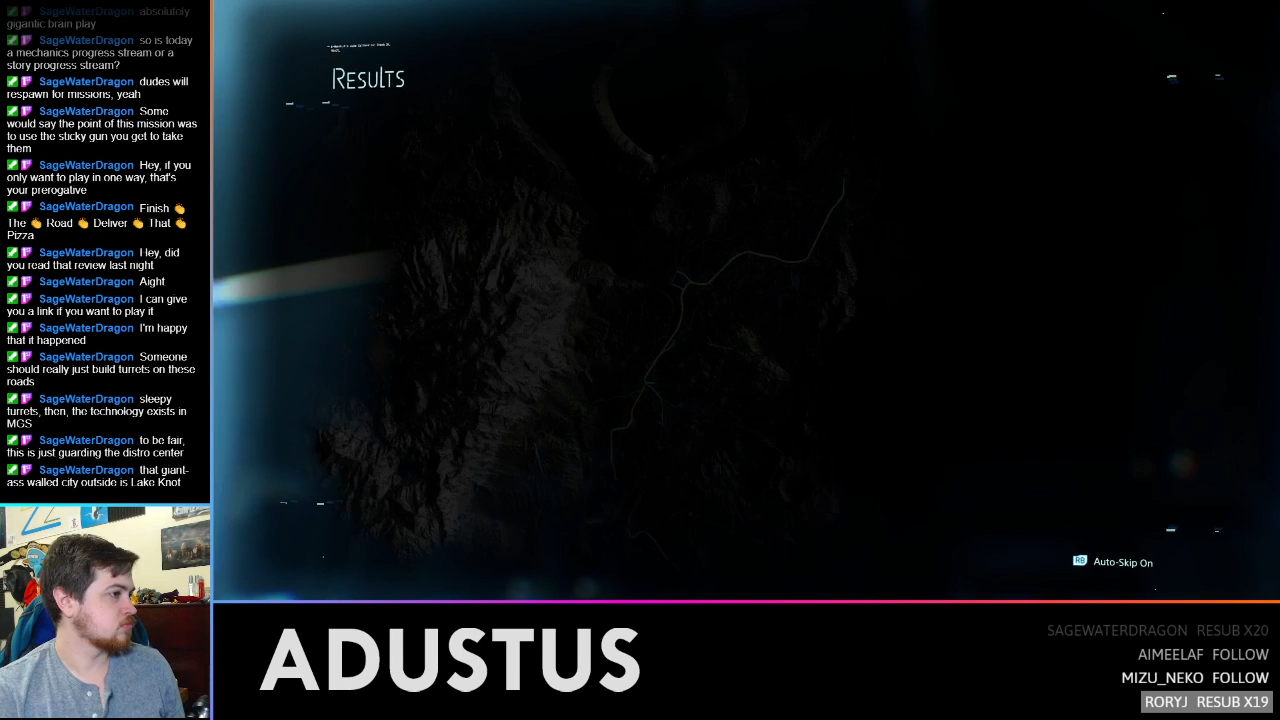 absolutely
gigantic brain play
SageWaterDragon so is today
a mechanics progress stream or a
story progress stream?
SageWaterDragon dudes will
respawn for missions, yeah
SageWaterDragon Some
would say the point of this mission was
to use the sticky gun you get to take
them
SageWaterDragon Hey, if you
only want to play in one way, that's
your prerogative
SageWaterDragon Finish 👏
The 👏 Road 👏 Deliver 👏 That 👏
Pizza
SageWaterDragon Hey, did
you read that review last night
SageWaterDragon Aight
SageWaterDragon I can give
you a link if you want to play it
SageWaterDragon I'm happy
that it happened
SageWaterDragon Someone
should really just build turrets on these
roads
SageWaterDragon sleepy
turrets, then, the technology exists in
MGS
SageWaterDragon to be fair,
this is just guarding the distro center
SageWaterDragon that giant-
ass walled city outside is Lake Knot
Results
RB Auto-Skip On
ADUSTUS
SAGEWATERDRAGON RESUB X20
AIMEELAF FOLLOW
MIZU_NEKO FOLLOW
RORYJ RESUB X19